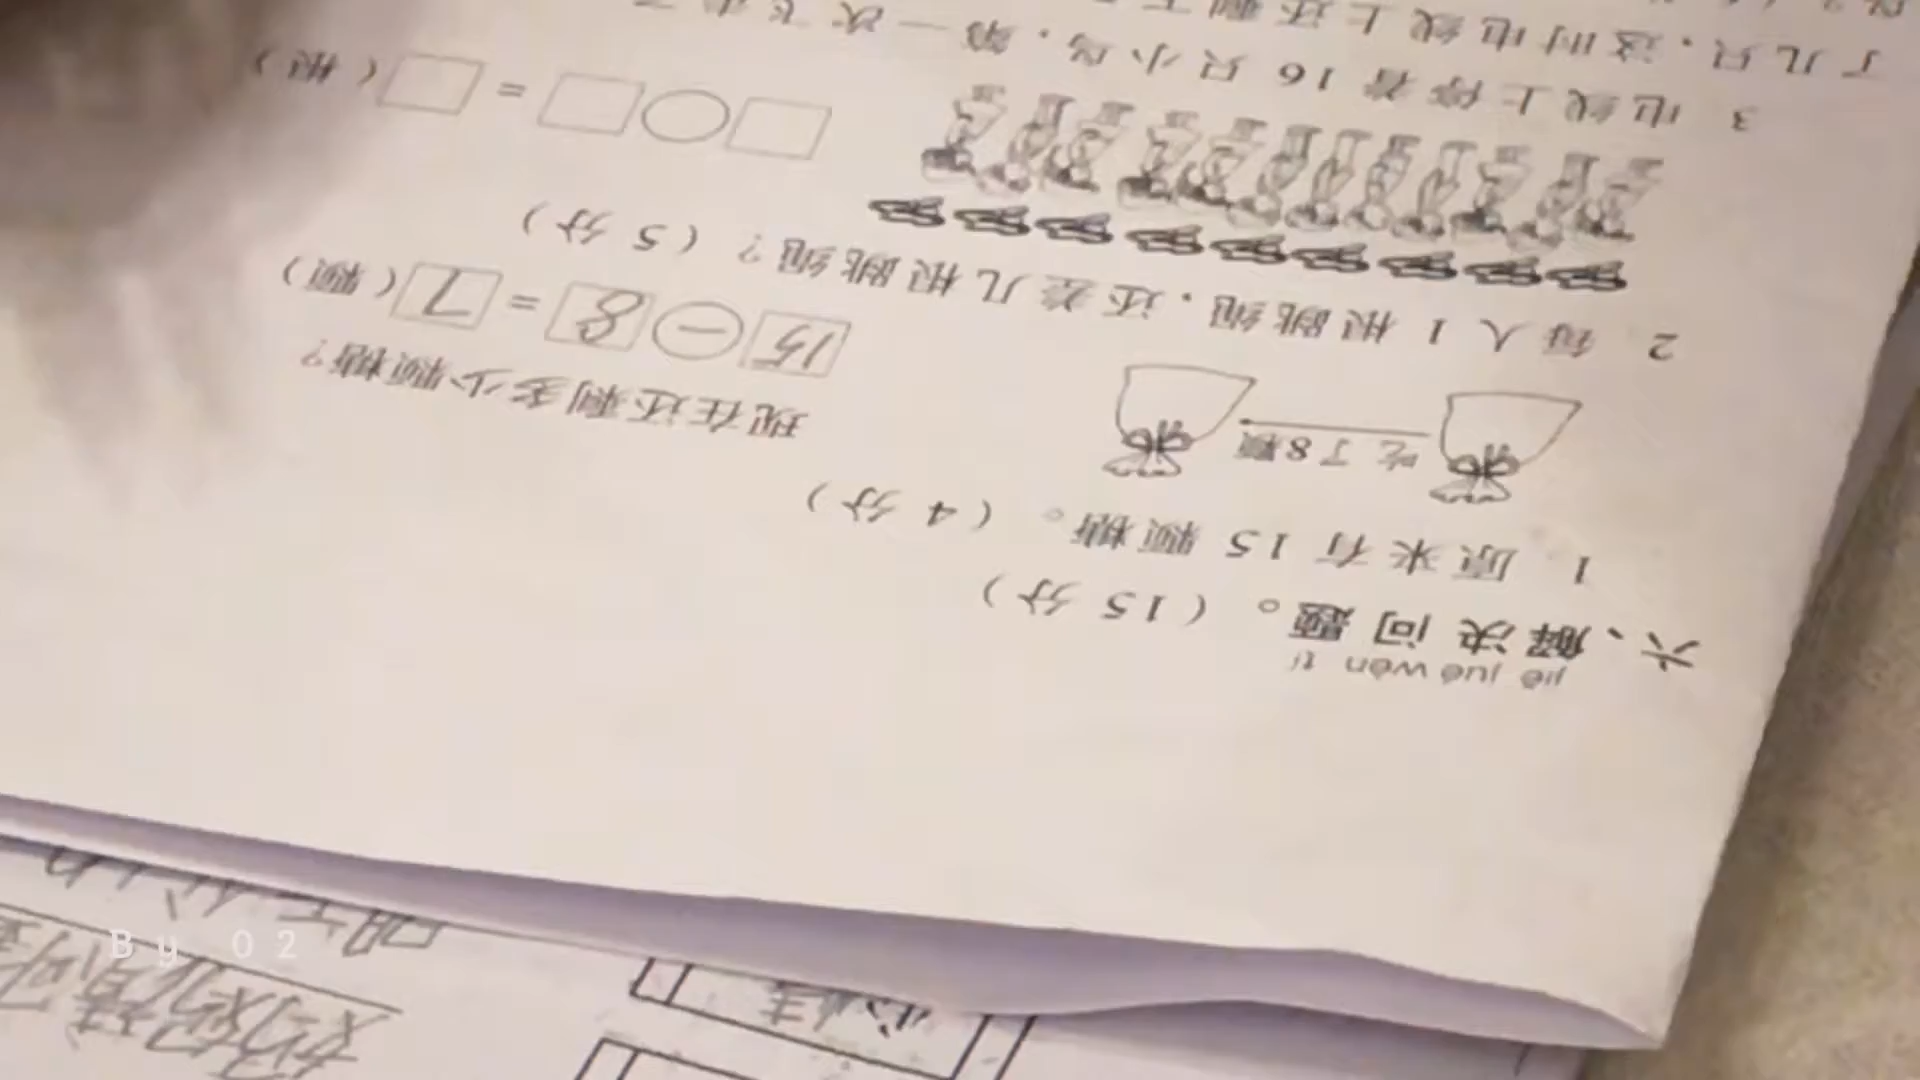 jiě jué wèn tí
六、解决问题。(15分)
1 原来有15颗糖。(4分)
吃了8颗
现在还剩多少颗糖?
15 - 8 = 7 (颗)
2 每人1根跳绳,还差几根跳绳?(5分)
= (根)
3 电线上停着16只小鸟,第一次飞走了
了几只,这时电线上还剩下
By 02